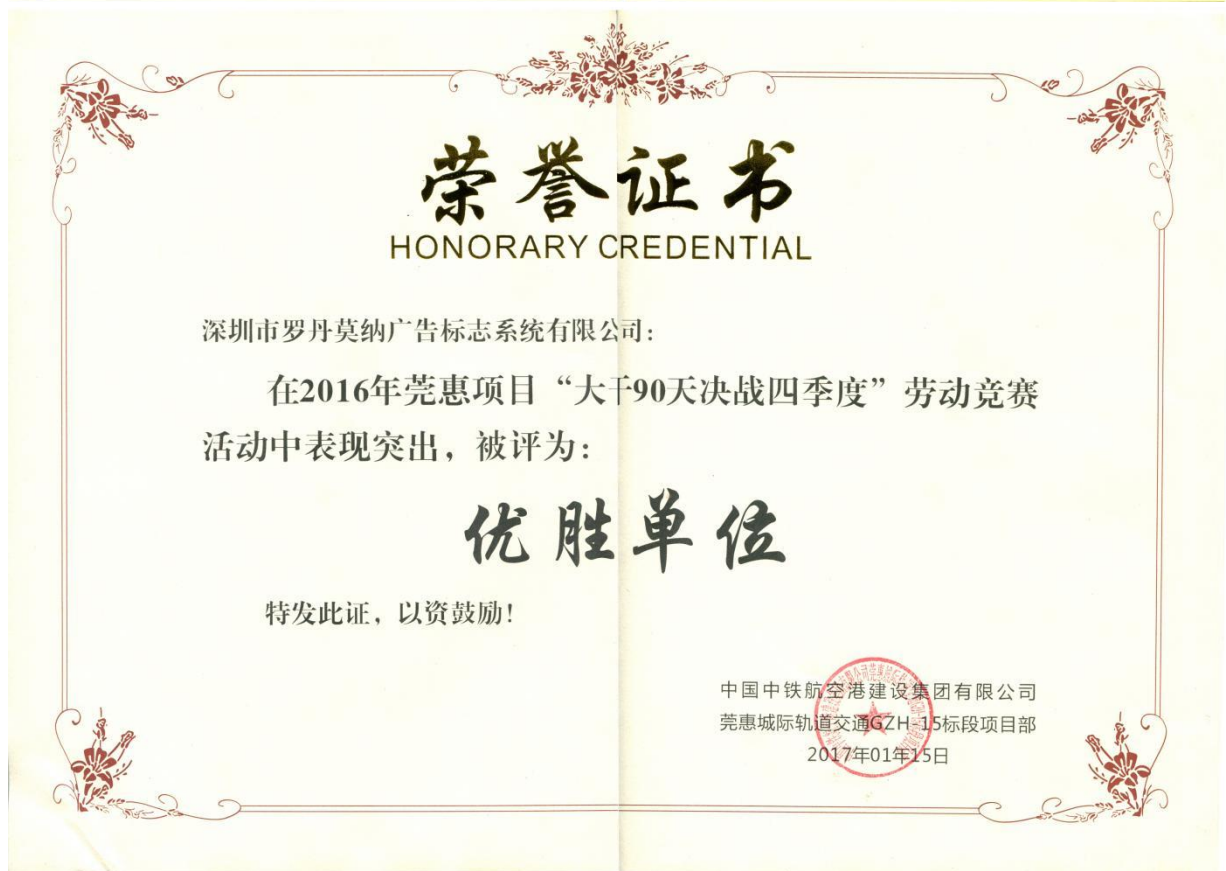 荣誉证书
HONORARY CREDENTIAL
深圳市罗丹莫纳广告标志系统有限公司：
在2016年莞惠项目“大干90天决战四季度”劳动竞赛
活动中表现突出，被评为：
优胜单位
特发此证，以资鼓励！
中国中铁航空港建设集团有限公司
莞惠城际轨道交通GZH-15标段项目部
2017年01年15日